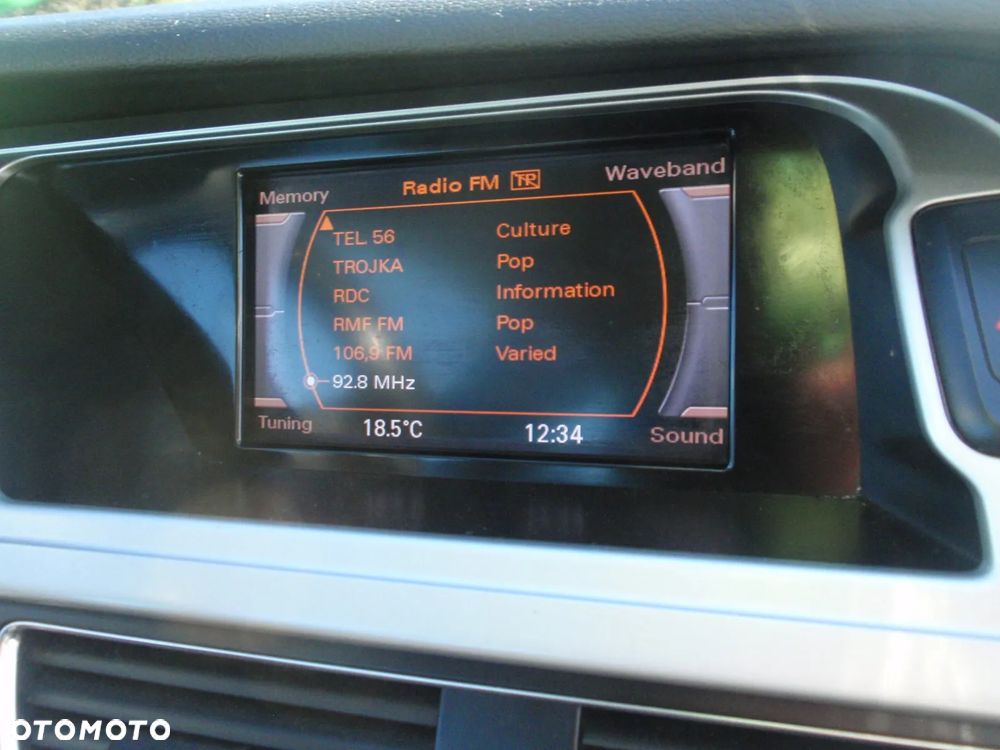 Memory Radio FM TP Waveband
TEL 56 Culture
TROJKA Pop
RDC Information
RMF FM Pop
106,9 FM Varied
92.8 MHz
Tuning 18.5°C 12:34 Sound
OTOMOTO